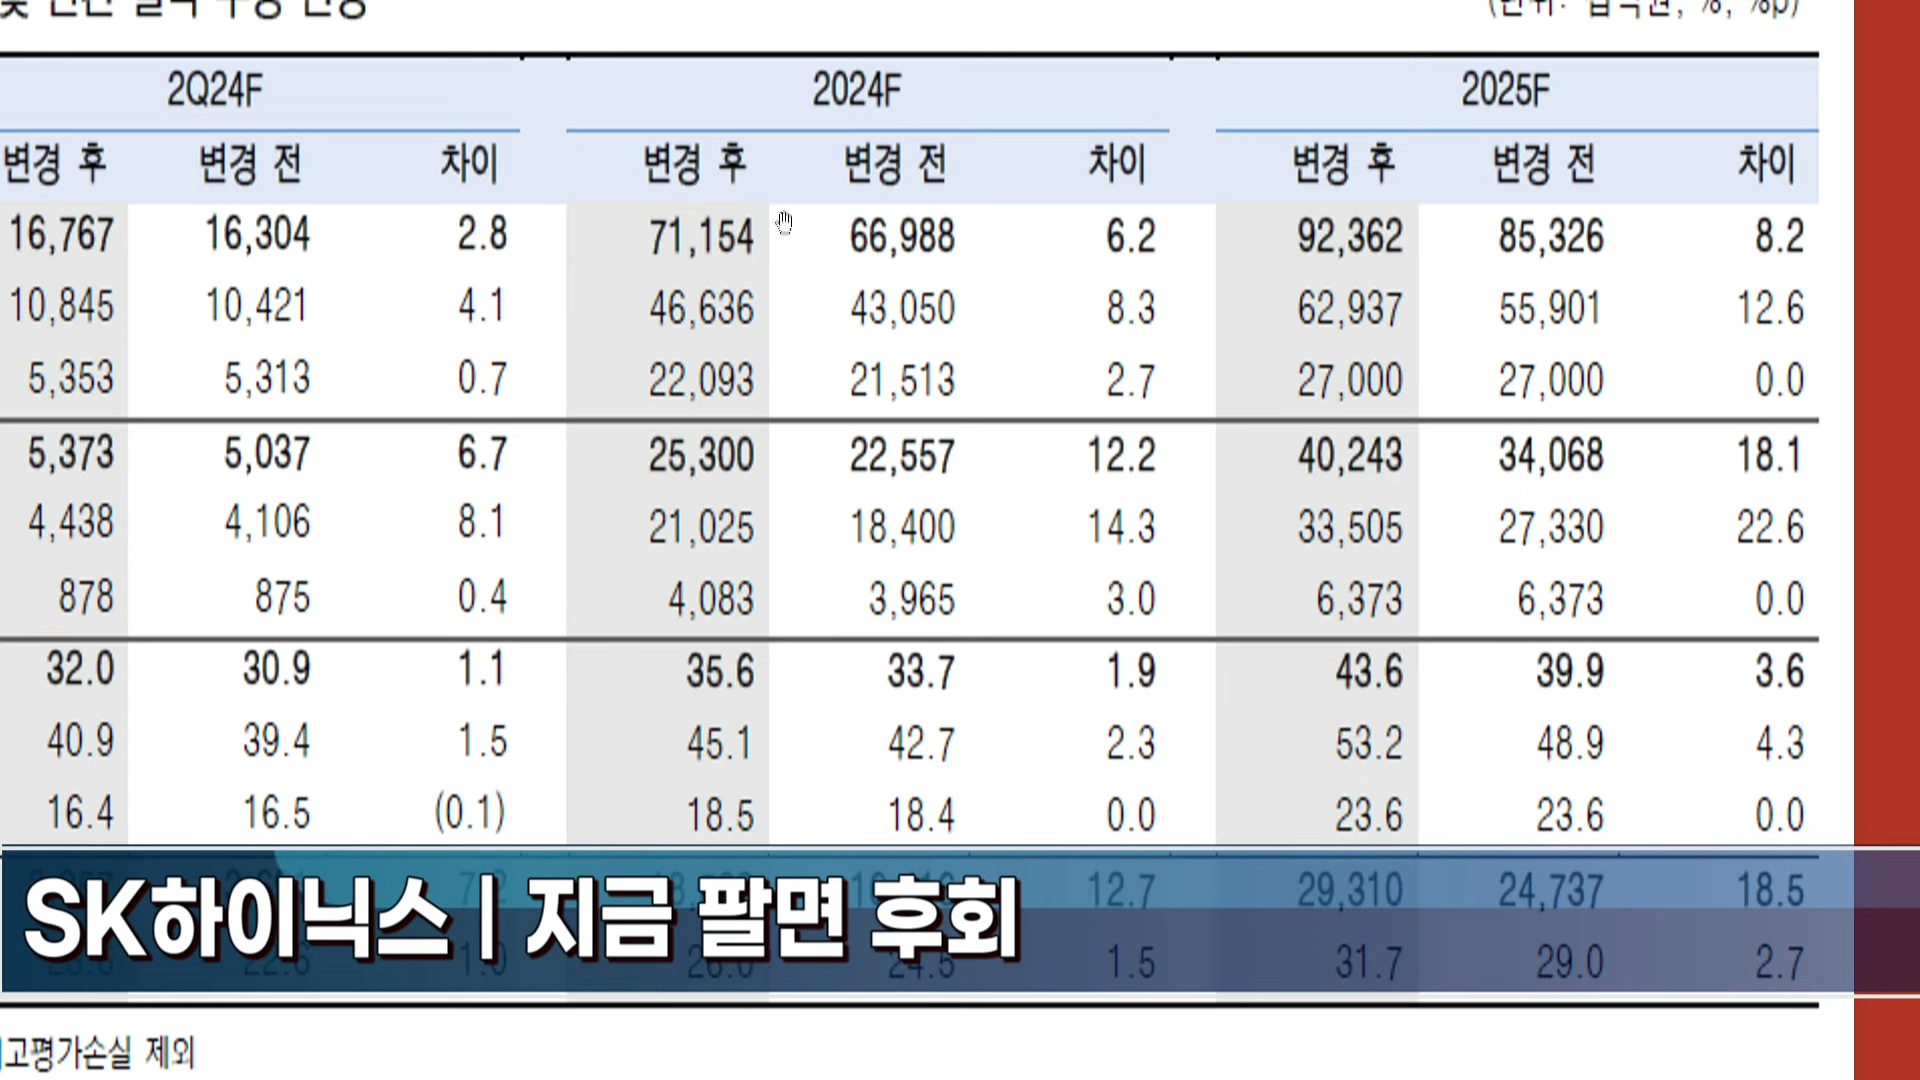 2Q24F 2024F 2025F
변경 후 변경 전 차이 변경 후 변경 전 차이 변경 후 변경 전 차이
16,767 16,304 2.8 71,154 66,988 6.2 92,362 85,326 8.2
10,845 10,421 4.1 46,636 43,050 8.3 62,937 55,901 12.6
5,353 5,313 0.7 22,093 21,513 2.7 27,000 27,000 0.0
5,373 5,037 6.7 25,300 22,557 12.2 40,243 34,068 18.1
4,438 4,106 8.1 21,025 18,400 14.3 33,505 27,330 22.6
878 875 0.4 4,083 3,965 3.0 6,373 6,373 0.0
32.0 30.9 1.1 35.6 33.7 1.9 43.6 39.9 3.6
40.9 39.4 1.5 45.1 42.7 2.3 53.2 48.9 4.3
16.4 16.5 (0.1) 18.5 18.4 0.0 23.6 23.6 0.0
12.7 29,310 24,737 18.5
SK하이닉스 | 지금 팔면 후회
1.5 31.7 29.0 2.7
고평가손실 제외